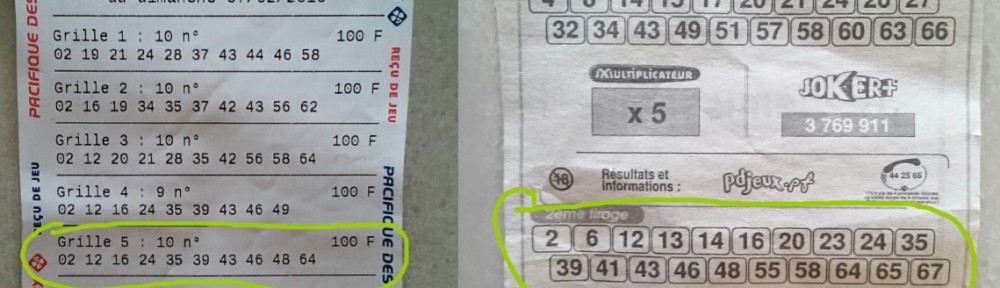 PACIFIQUE DES
REÇU DE JEU
Grille 1 : 10 n° 100 F
02 19 21 24 28 37 43 44 46 58
Grille 2 : 10 n° 100 F
02 16 19 34 35 37 42 43 56 62
Grille 3 : 10 n° 100 F
02 12 20 21 28 35 42 56 58 64
Grille 4 : 9 n° 100 F
02 12 16 24 35 39 43 46 49
Grille 5 : 10 n° 100 F
02 12 16 24 35 39 43 46 48 64
EÇU DE JEU
PACIFIQUE DES
32 34 43 49 51 57 58 60 63 66
MULTIPLICATEUR
x 5
JOKER+
3 769 911
Résultats et
informations :
pdjeux.pf
44 25 66
2ème tirage
2 6 12 13 14 16 20 23 24 35
39 41 43 46 48 55 58 64 65 67